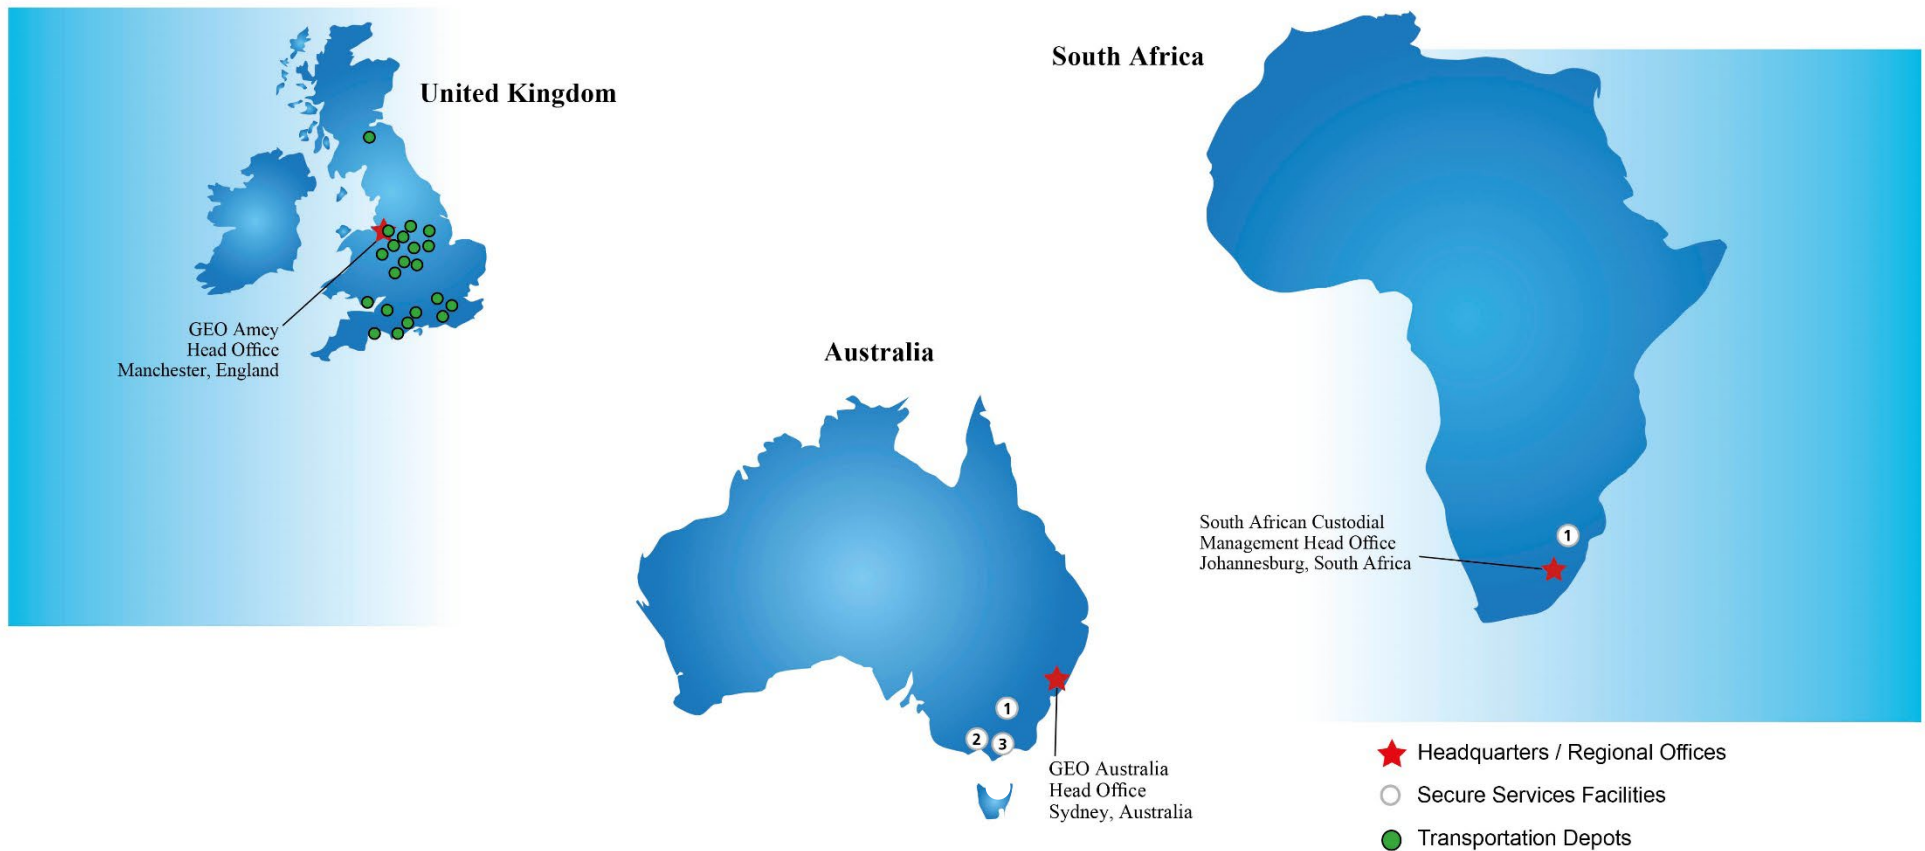 United Kingdom
GEO Amey
Head Office
Manchester, England
Australia
1
2
3
GEO Australia
Head Office
Sydney, Australia
South Africa
1
South African Custodial
Management Head Office
Johannesburg, South Africa
Headquarters / Regional Offices
Secure Services Facilities
Transportation Depots